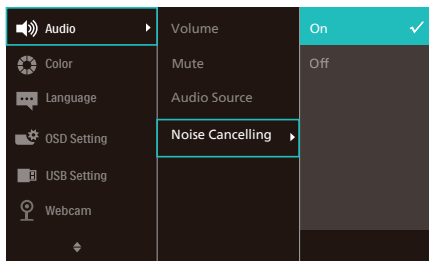 Audio
Color
Language
OSD Setting
USB Setting
Webcam
Volume
Mute
Audio Source
Noise Cancelling
On
Off